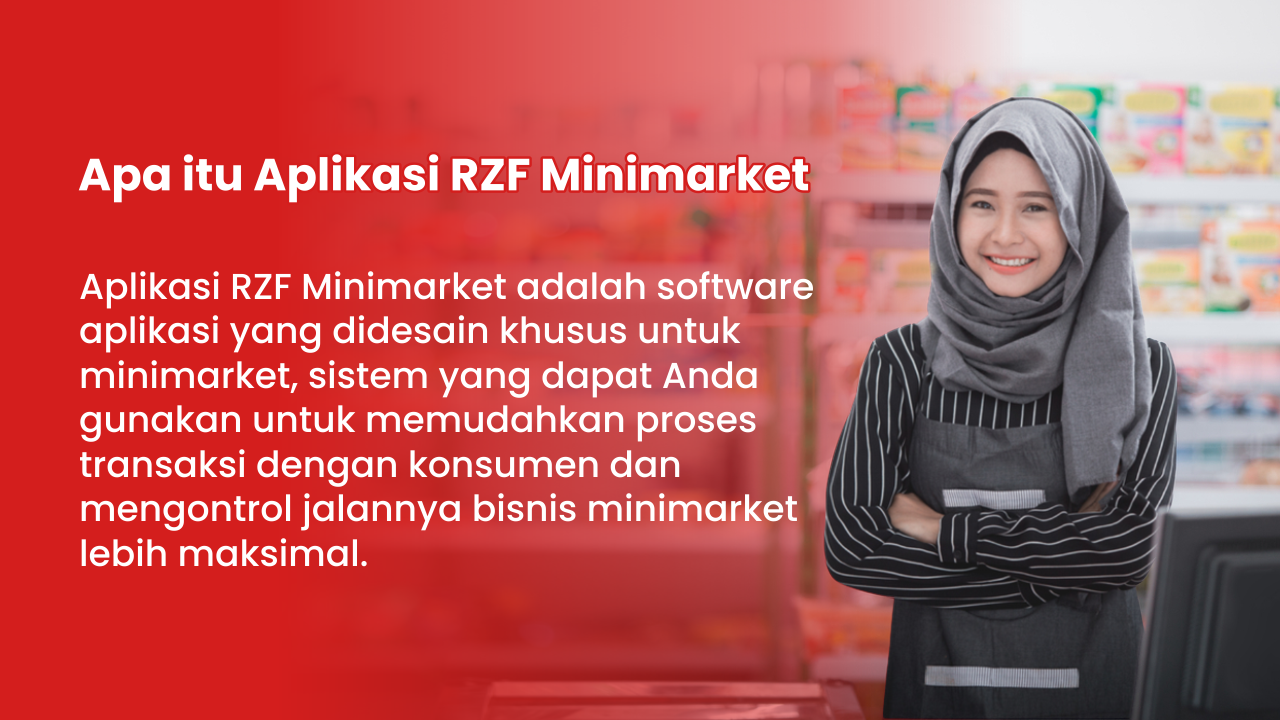 Apa itu Aplikasi RZF Minimarket
Aplikasi RZF Minimarket adalah software
aplikasi yang didesain khusus untuk
minimarket, sistem yang dapat Anda
gunakan untuk memudahkan proses
transaksi dengan konsumen dan
mengontrol jalannya bisnis minimarket
lebih maksimal.